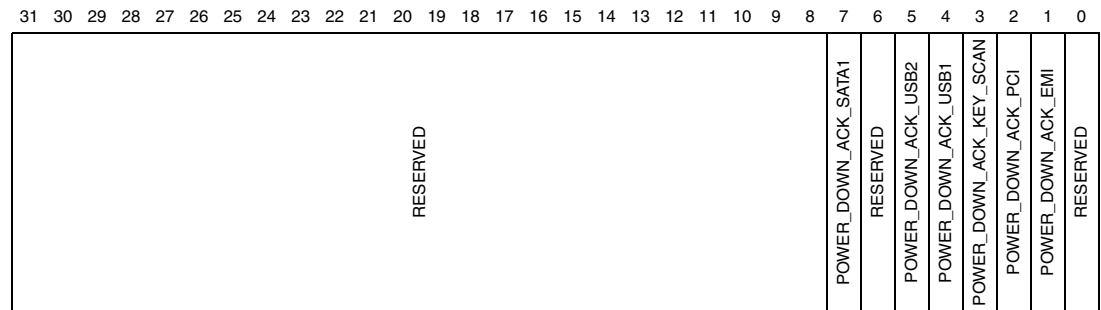 31 30 29 28 27 26 25 24 23 22 21 20 19 18 17 16 15 14 13 12 11 10 9 8 7 6 5 4 3 2 1 0
RESERVED
POWER_DOWN_ACK_SATA1
RESERVED
POWER_DOWN_ACK_USB2
POWER_DOWN_ACK_USB1
POWER_DOWN_ACK_KEY_SCAN
POWER_DOWN_ACK_PCI
POWER_DOWN_ACK_EMI
RESERVED